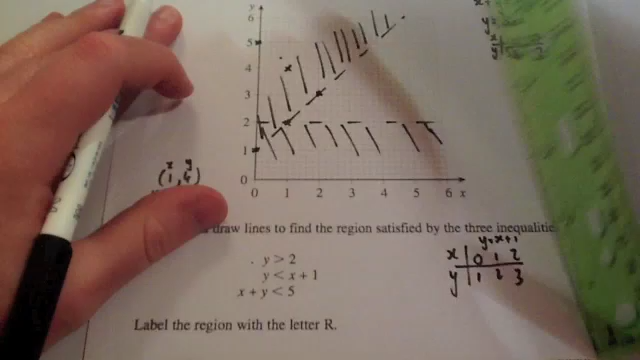 y
6
5
4
3
2
1
0
0 1 2 3 4 5 6 x
x y
(1,4)
draw lines to find the region satisfied by the three inequalitie
y > 2
y < x + 1
x + y < 5
Label the region with the letter R.
y=x+1
x 0 1 2
y 1 2 3